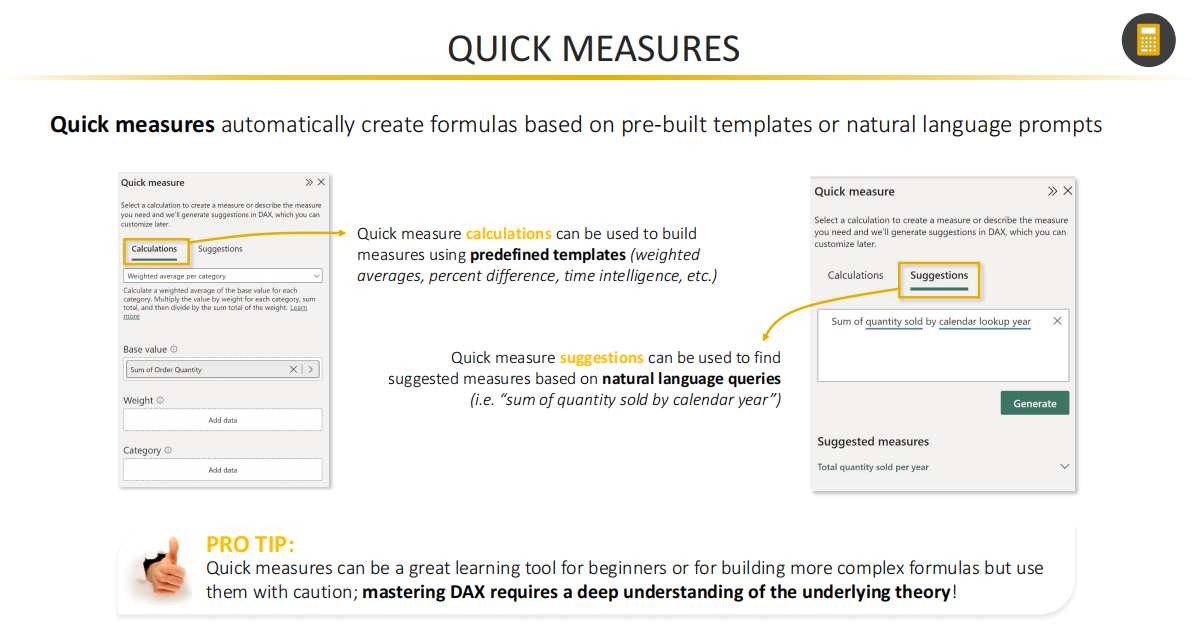 QUICK MEASURES
Quick measures automatically create formulas based on pre-built templates or natural language prompts
Quick measure
Select a calculation to create a measure or describe the measure
you need and we'll generate suggestions in DAX, which you can
customize later.
Calculations Suggestions
Weighted average per category
Calculate a weighted average of the base value for each
category. Multiply the value by weight for each category, sum
total, and then divide by the sum total of the weight. Learn
more
Base value
Sum of Order Quantity
Weight
Add data
Category
Add data
Quick measure calculations can be used to build
measures using predefined templates (weighted
averages, percent difference, time intelligence, etc.)
Quick measure suggestions can be used to find
suggested measures based on natural language queries
(i.e. “sum of quantity sold by calendar year”)
Quick measure
Select a calculation to create a measure or describe the measure
you need and we'll generate suggestions in DAX, which you can
customize later.
Calculations Suggestions
Sum of quantity sold by calendar lookup year
Generate
Suggested measures
Total quantity sold per year
PRO TIP:
Quick measures can be a great learning tool for beginners or for building more complex formulas but use
them with caution; mastering DAX requires a deep understanding of the underlying theory!